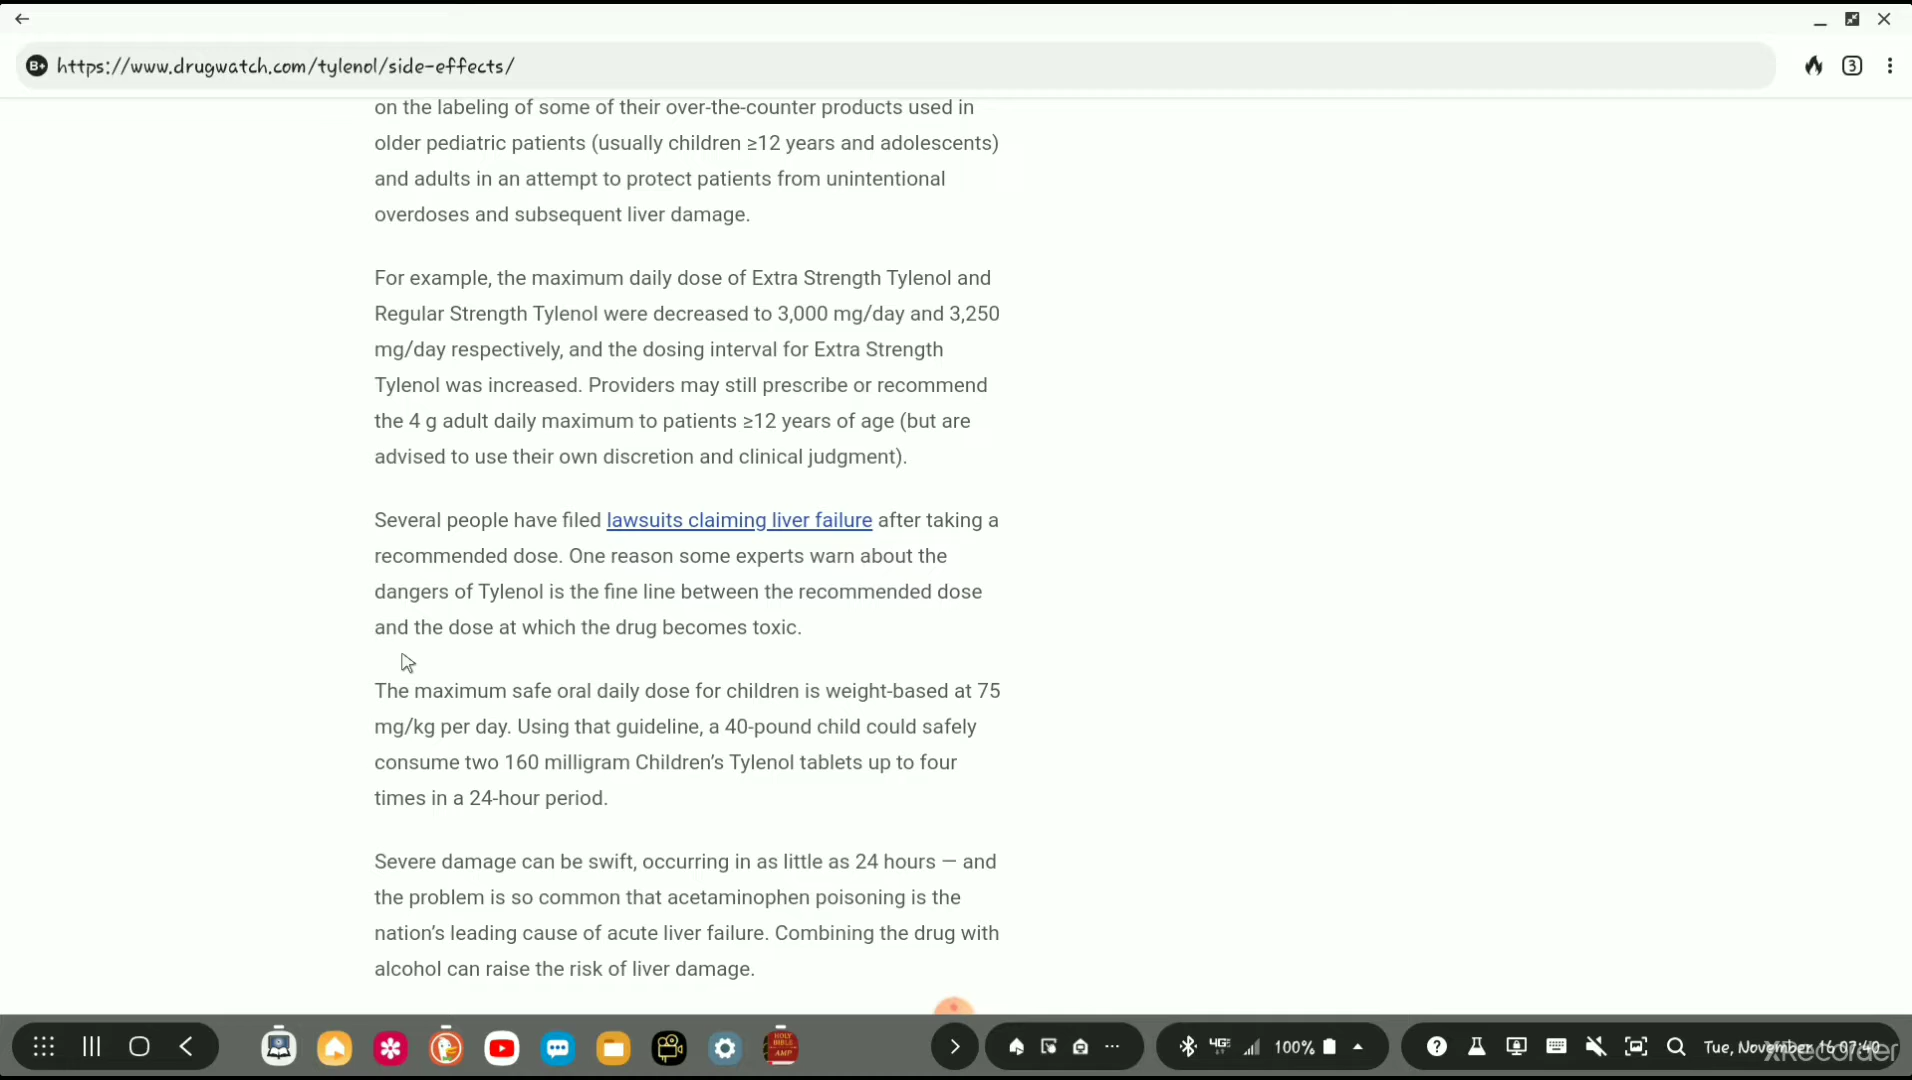 B+ https://www.drugwatch.com/tylenol/side-effects/
3
on the labeling of some of their over-the-counter products used in
older pediatric patients (usually children ≥12 years and adolescents)
and adults in an attempt to protect patients from unintentional
overdoses and subsequent liver damage.
For example, the maximum daily dose of Extra Strength Tylenol and
Regular Strength Tylenol were decreased to 3,000 mg/day and 3,250
mg/day respectively, and the dosing interval for Extra Strength
Tylenol was increased. Providers may still prescribe or recommend
the 4 g adult daily maximum to patients ≥12 years of age (but are
advised to use their own discretion and clinical judgment).
Several people have filed lawsuits claiming liver failure after taking a
recommended dose. One reason some experts warn about the
dangers of Tylenol is the fine line between the recommended dose
and the dose at which the drug becomes toxic.
The maximum safe oral daily dose for children is weight-based at 75
mg/kg per day. Using that guideline, a 40-pound child could safely
consume two 160 milligram Children's Tylenol tablets up to four
times in a 24-hour period.
Severe damage can be swift, occurring in as little as 24 hours — and
the problem is so common that acetaminophen poisoning is the
nation's leading cause of acute liver failure. Combining the drug with
alcohol can raise the risk of liver damage.
HOLY BIBLE AMP
4GE 100% Tue, November 16 07:40
XRecorder